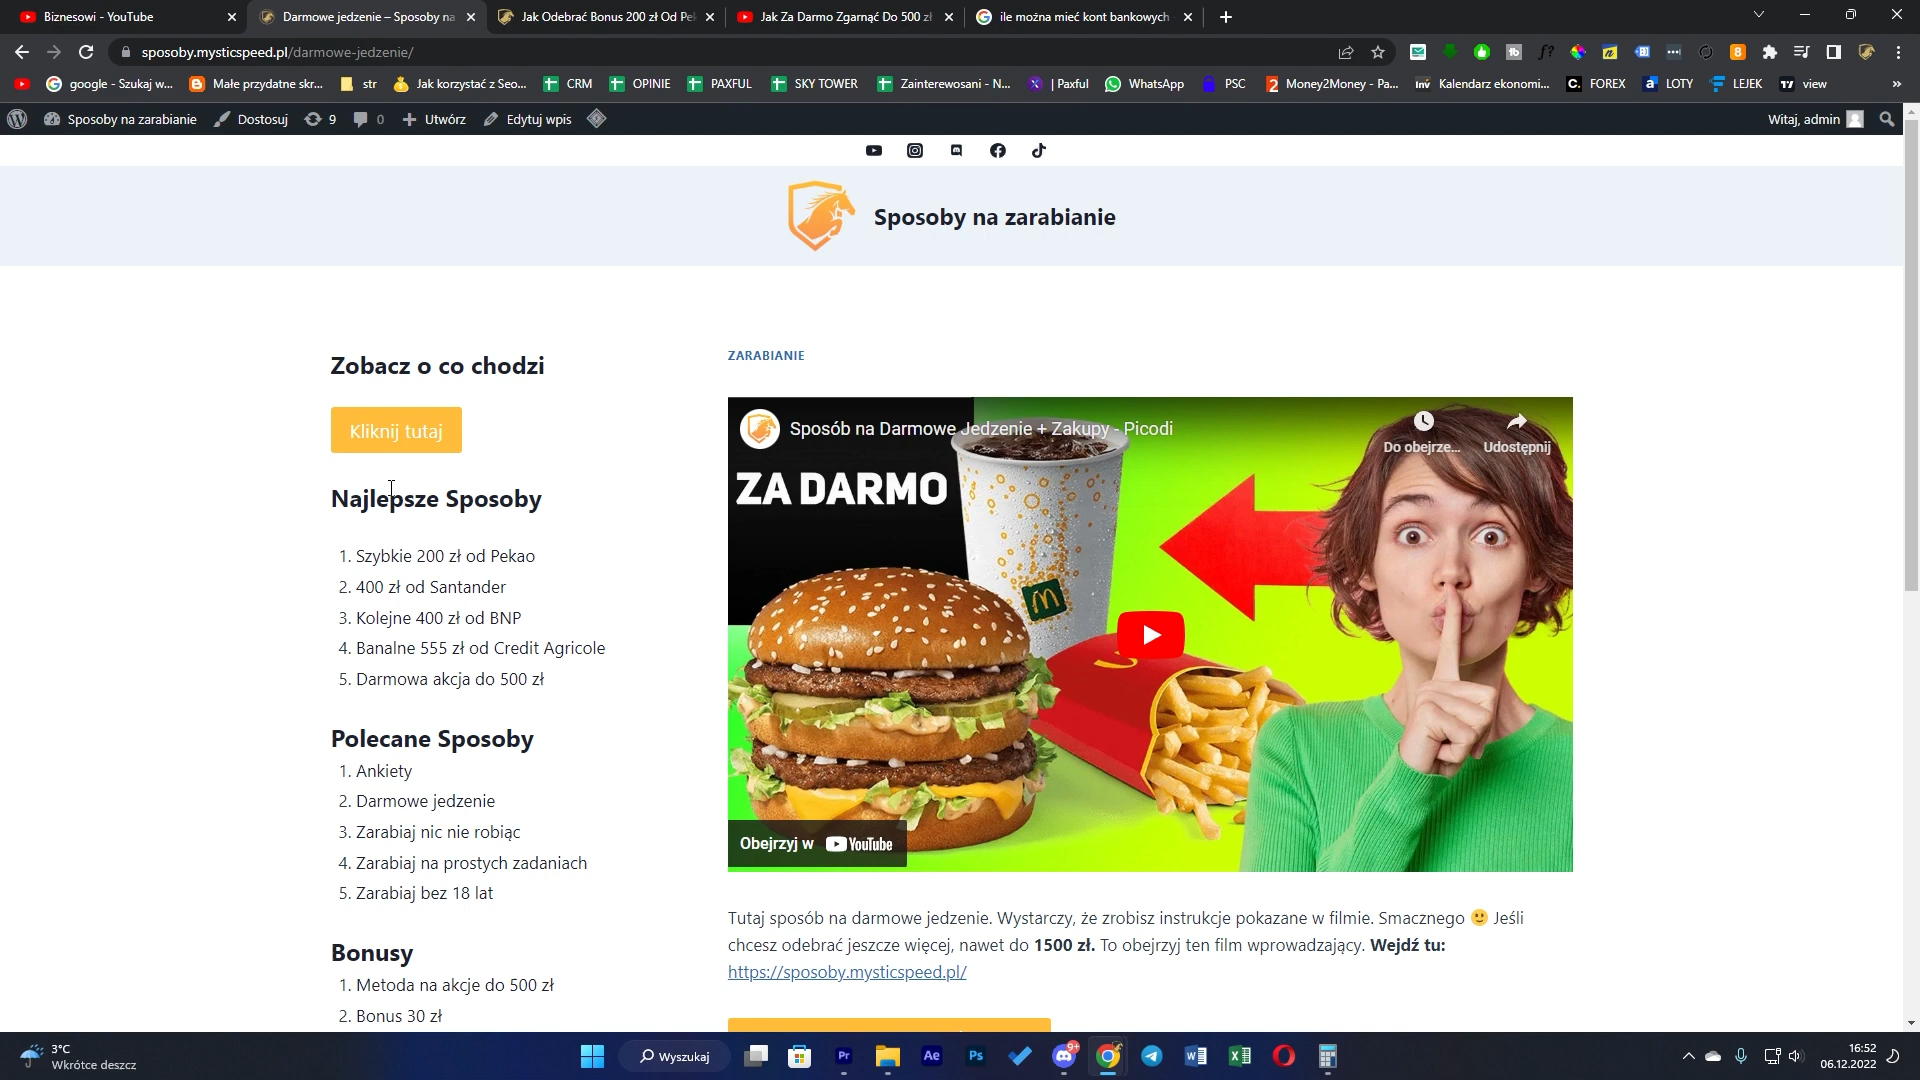 Biznesowi - YouTube
Darmowe jedzenie – Sposoby na
Jak Odebrać Bonus 200 zł Od Pek
Jak Za Darmo Zgarnąć Do 500 zł
ile można mieć kont bankowych
sposoby.mysticspeed.pl/darmowe-jedzenie/
google - Szukaj w...
Małe przydatne skr...
str
Jak korzystać z Seo...
CRM
OPINIE
PAXFUL
SKY TOWER
Zainterewosani - N...
| Paxful
WhatsApp
PSC
Money2Money - Pa...
Kalendarz ekonomi...
FOREX
LOTY
LEJEK
view
Sposoby na zarabianie
Dostosuj
9
0
Utwórz
Edytuj wpis
Witaj, admin
Sposoby na zarabianie
Zobacz o co chodzi
Kliknij tutaj
Najlepsze Sposoby
1. Szybkie 200 zł od Pekao
2. 400 zł od Santander
3. Kolejne 400 zł od BNP
4. Banalne 555 zł od Credit Agricole
5. Darmowa akcja do 500 zł
Polecane Sposoby
1. Ankiety
2. Darmowe jedzenie
3. Zarabiaj nic nie robiąc
4. Zarabiaj na prostych zadaniach
5. Zarabiaj bez 18 lat
Bonusy
1. Metoda na akcje do 500 zł
2. Bonus 30 zł
ZARABIANIE
Sposób na Darmowe Jedzenie + Zakupy - Picodi
Do obejrze...
Udostępnij
ZA DARMO
Obejrzyj w YouTube
Tutaj sposób na darmowe jedzenie. Wystarczy, że zrobisz instrukcje pokazane w filmie. Smacznego 🙂 Jeśli
chcesz odebrać jeszcze więcej, nawet do 1500 zł. To obejrzyj ten film wprowadzający. Wejdź tu:
https://sposoby.mysticspeed.pl/
3°C
Wkrótce deszcz
Wyszukaj
Pr
Ae
Ps
9+
16:52
06.12.2022